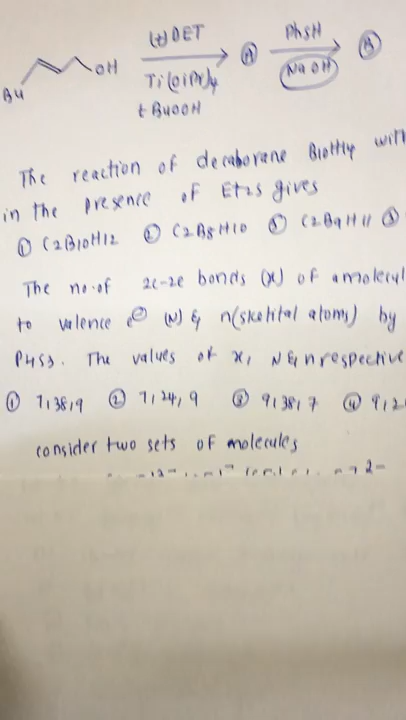 (+)DET
PhSH
OH
Ⓐ
Ⓑ
Ti(OiPr)4
NaOH
Bu
t BuOOH
The reaction of decaborane B10H14 with
in the presence of Et2S gives
① C2B10H12 ② C2B8H10 ③ C2B9H11 ③
The no.of 2c-2e bonds (x) of a molecul
to valence e⊖ (N) & n(skeletal atoms) by
P4S3. The values of x, N & n respective
① 7,38,9 ② 7,24,9 ③ 9,38,7 ④ 9,2
consider two sets of molecules